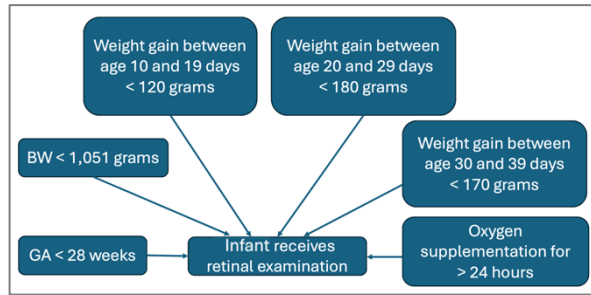 Weight gain between
age 10 and 19 days
< 120 grams
Weight gain between
age 20 and 29 days
< 180 grams
BW < 1,051 grams
Weight gain between
age 30 and 39 days
< 170 grams
GA < 28 weeks
Infant receives
retinal examination
Oxygen
supplementation for
> 24 hours